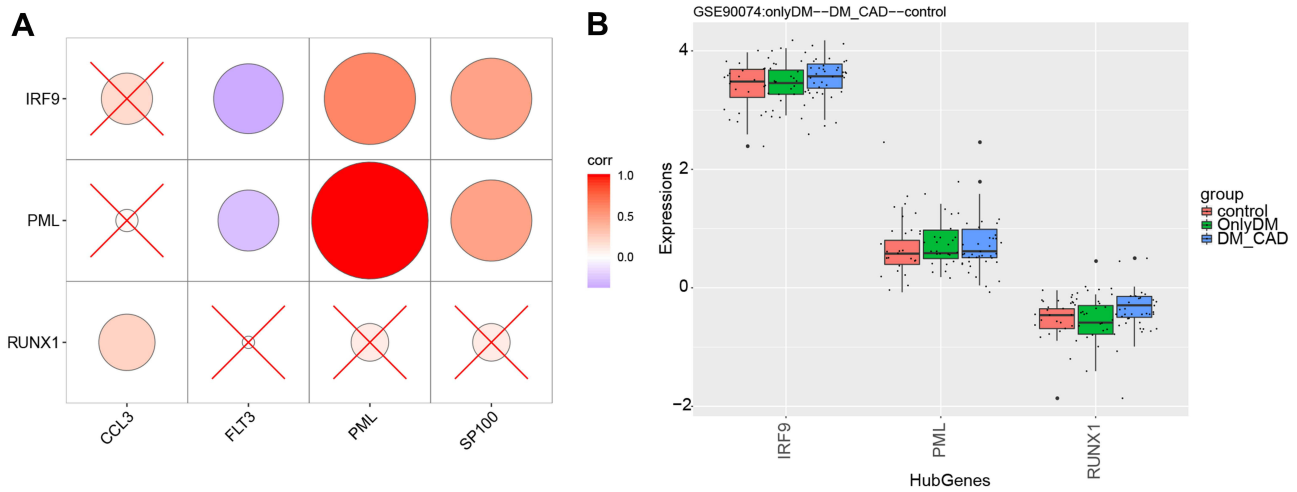 A
IRF9
PML
RUNX1
CCL3
FLT3
PML
SP100
corr
1.0
0.5
0.0
B
GSE90074:onlyDM--DM_CAD--control
Expressions
4
2
0
−2
IRF9
PML
RUNX1
HubGenes
group
control
OnlyDM
DM_CAD